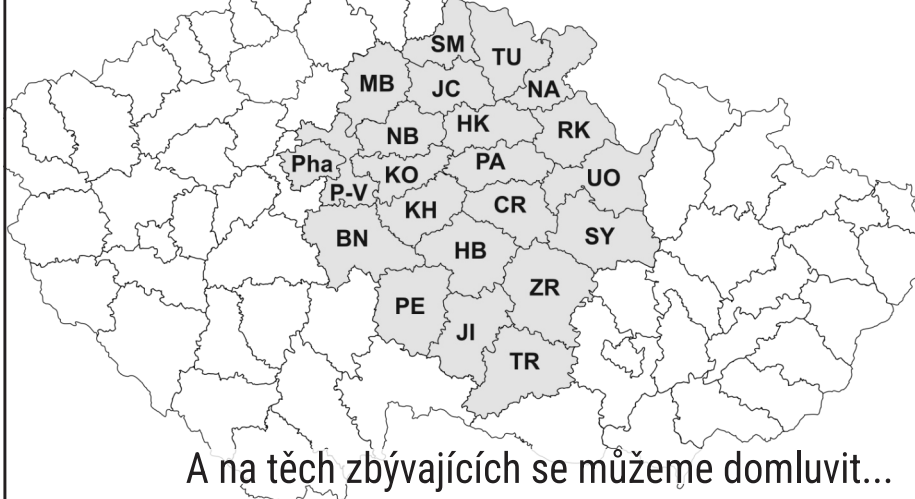 SM
TU
MB
JC
NA
NB
HK
RK
Pha
KO
PA
UO
P-V
KH
CR
BN
HB
SY
PE
ZR
JI
TR
A na těch zbývajících se můžeme domluvit...